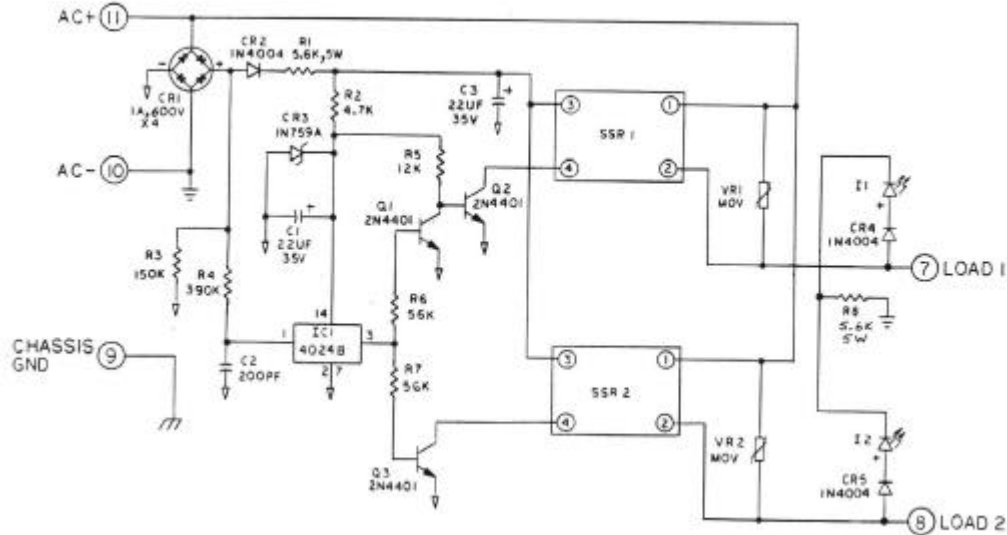 AC+ 11
CR2
1N4004
R1
5.6K,5W
- +
CR1
1A,600V
X4
R2
4.7K
C3
22UF
35V
+
3
1
SSR 1
4
2
CR3
1N759A
AC- 10
R5
12K
Q2
2N4401
Q1
2N4401
VR1
MOV
I1
+
CR4
1N4004
+
C1
22UF
35V
R3
150K
R4
390K
7 LOAD 1
R6
56K
R8
5.6K
5W
14
1
IC1
4024B
3
2 7
CHASSIS
GND
9
C2
200PF
R7
56K
3
1
SSR 2
4
2
VR2
MOV
I2
+
CR5
1N4004
Q3
2N4401
8 LOAD 2